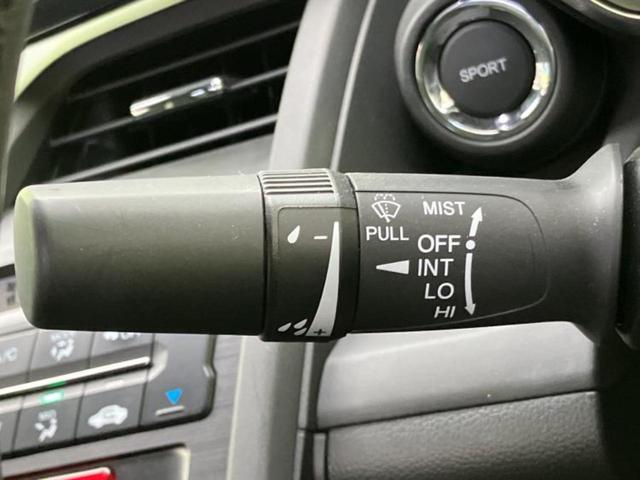 SPORT
MIST
PULL
OFF
INT
LO
HI
−
+
A/C